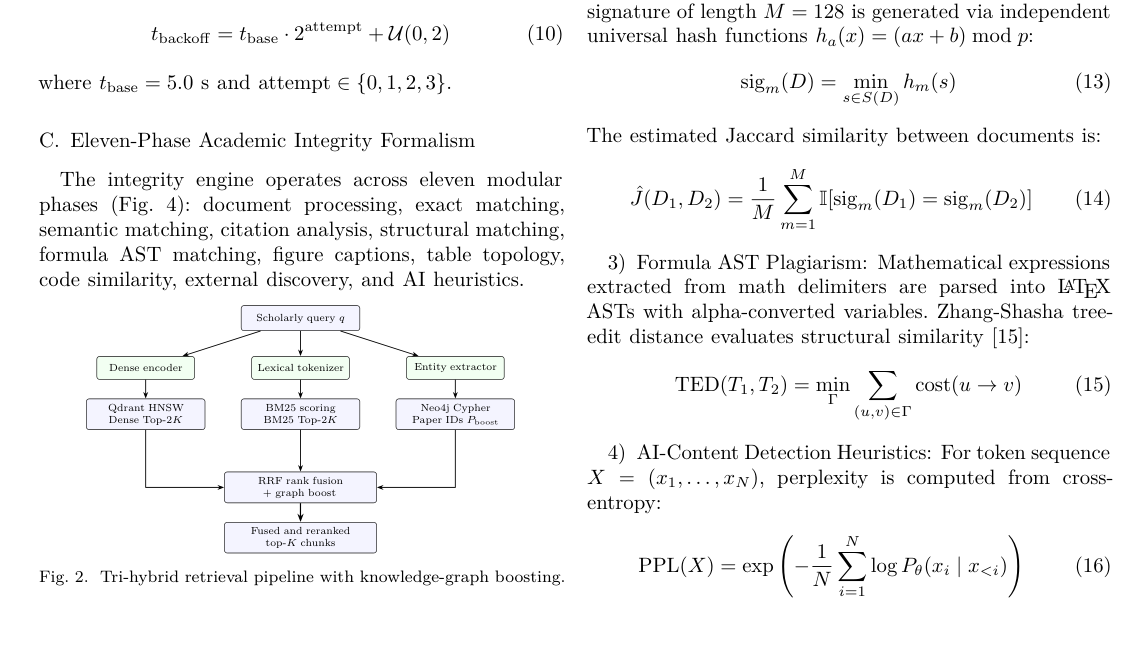 t_backoff = t_base · 2^attempt + 𝒰(0, 2) (10)
where t_base = 5.0 s and attempt ∈ {0, 1, 2, 3}.
C. Eleven-Phase Academic Integrity Formalism
The integrity engine operates across eleven modular
phases (Fig. 4): document processing, exact matching,
semantic matching, citation analysis, structural matching,
formula AST matching, figure captions, table topology,
code similarity, external discovery, and AI heuristics.
Scholarly query q
Dense encoder
Lexical tokenizer
Entity extractor
Qdrant HNSW
Dense Top-2K
BM25 scoring
BM25 Top-2K
Neo4j Cypher
Paper IDs P_boost
RRF rank fusion
+ graph boost
Fused and reranked
top-K chunks
Fig. 2. Tri-hybrid retrieval pipeline with knowledge-graph boosting.
signature of length M = 128 is generated via independent
universal hash functions h_a(x) = (ax + b) mod p:
sig_m(D) = min_{s∈S(D)} h_m(s) (13)
The estimated Jaccard similarity between documents is:
Ĵ(D_1, D_2) = \frac{1}{M} ∑_{m=1}^{M} 𝕀[sig_m(D_1) = sig_m(D_2)] (14)
3) Formula AST Plagiarism: Mathematical expressions
extracted from math delimiters are parsed into LATEX
ASTs with alpha-converted variables. Zhang-Shasha tree-
edit distance evaluates structural similarity [15]:
TED(T_1, T_2) = min_Γ ∑_{(u,v)∈Γ} cost(u → v) (15)
4) AI-Content Detection Heuristics: For token sequence
X = (x_1, . . . , x_N), perplexity is computed from cross-
entropy:
PPL(X) = exp ( −\frac{1}{N} ∑_{i=1}^{N} log P_θ(x_i | x_{<i}) ) (16)